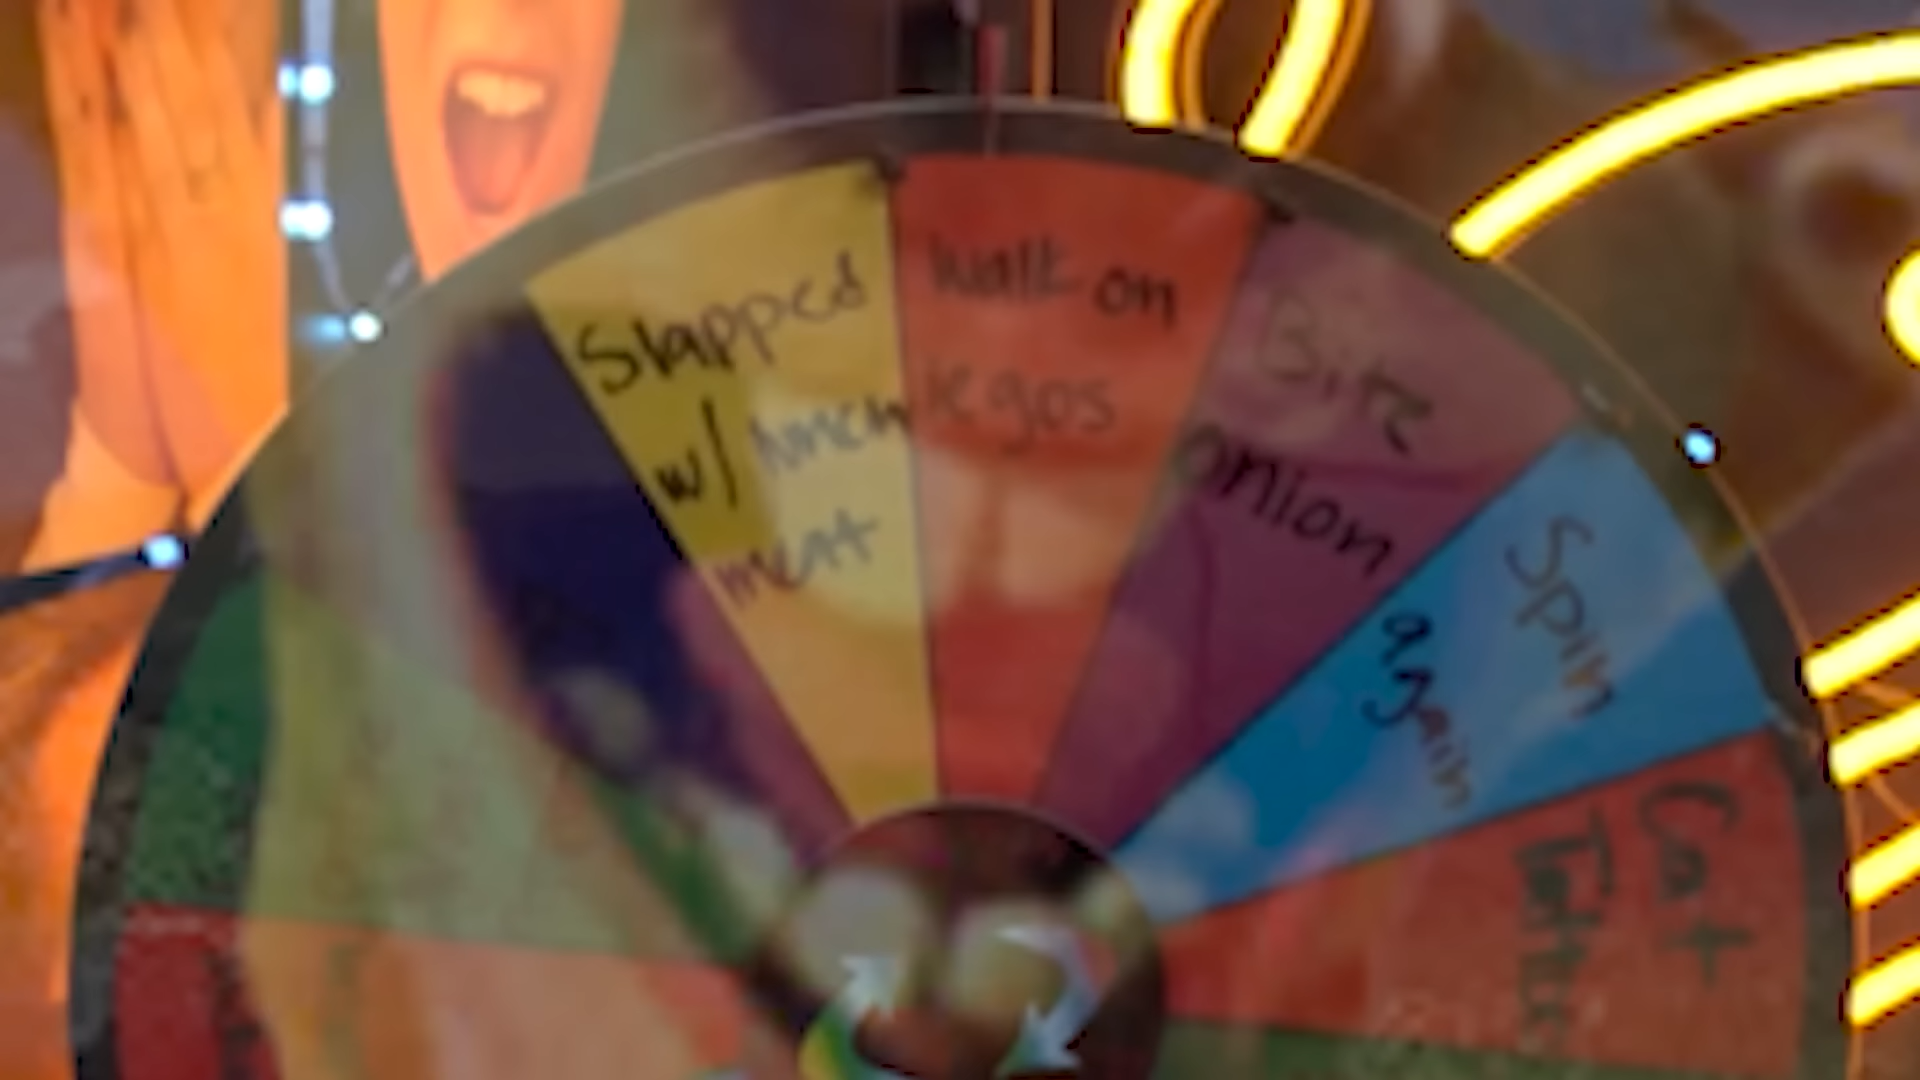 Slapped
w/ lunch
meat
Walk on
legos
Bite
onion
Spin
again
Cat